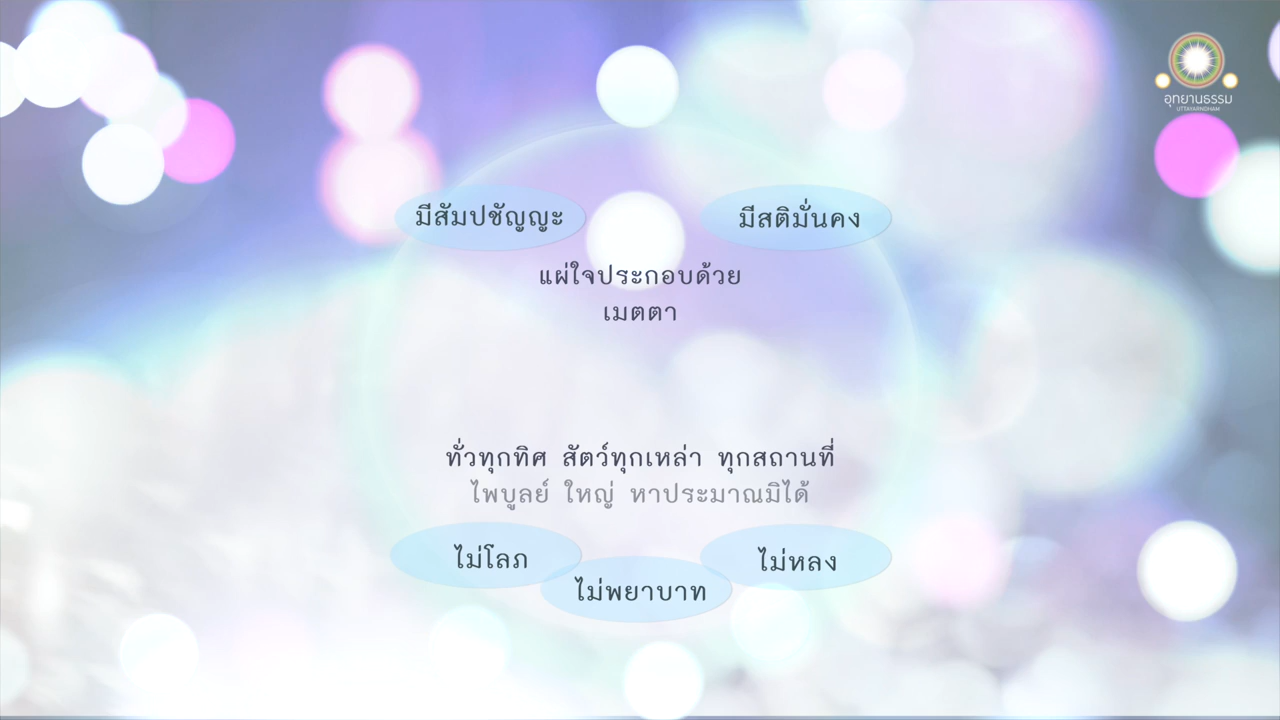 อุทยานธรรม
UTTAYARNDHAM
มีสัมปชัญญะ
มีสติมั่นคง
แผ่ใจประกอบด้วย
เมตตา
ทั่วทุกทิศ สัตว์ทุกเหล่า ทุกสถานที่
ไพบูลย์ ใหญ่ หาประมาณมิได้
ไม่โลภ
ไม่หลง
ไม่พยาบาท